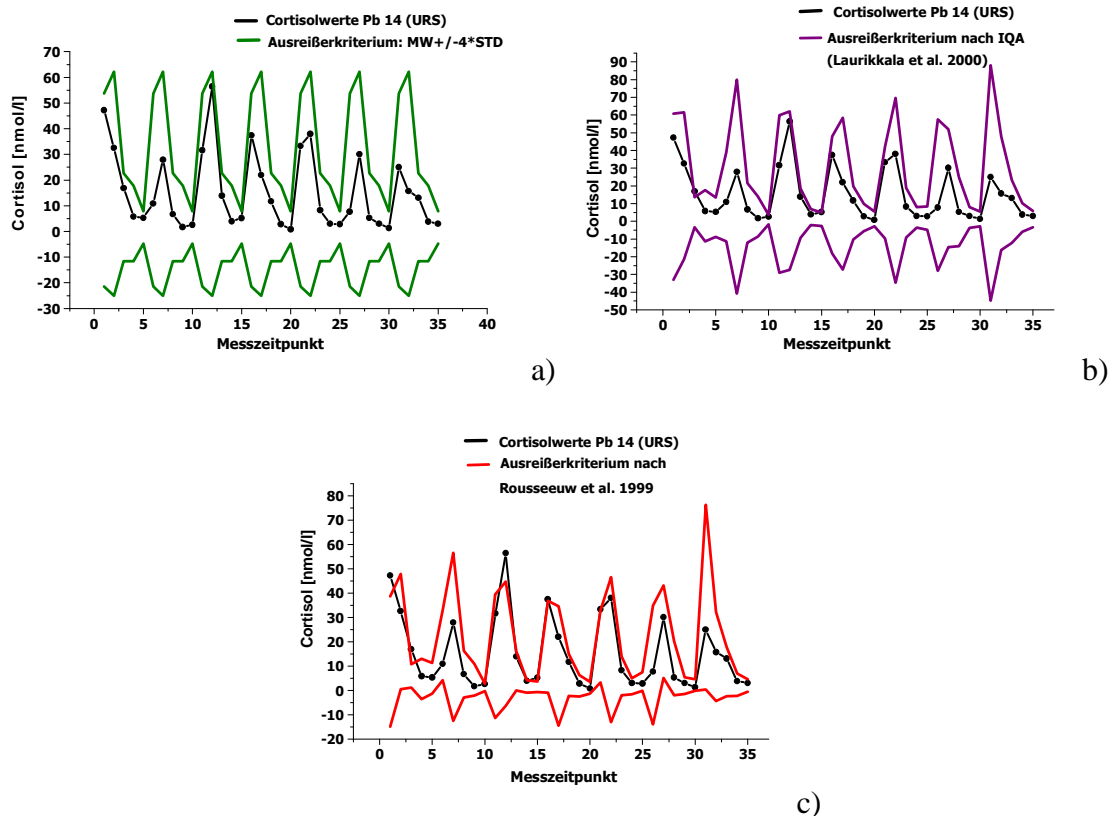 Cortisolwerte Pb 14 (URS)
Ausreißerkriterium: MW+/-4*STD
Cortisol [nmol/l]
70
60
50
40
30
20
10
0
-10
-20
-30
0 5 10 15 20 25 30 35 40
Messzeitpunkt
a)
Cortisolwerte Pb 14 (URS)
Ausreißerkriterium nach IQA
(Laurikkala et al. 2000)
Cortisol [nmol/l]
90
80
70
60
50
40
30
20
10
0
-10
-20
-30
-40
-50
0 5 10 15 20 25 30 35
Messzeitpunkt
b)
Cortisolwerte Pb 14 (URS)
Ausreißerkriterium nach
Rousseeuw et al. 1999
Cortisol [nmol/l]
80
70
60
50
40
30
20
10
0
-10
-20
0 5 10 15 20 25 30 35
Messzeitpunkt
c)